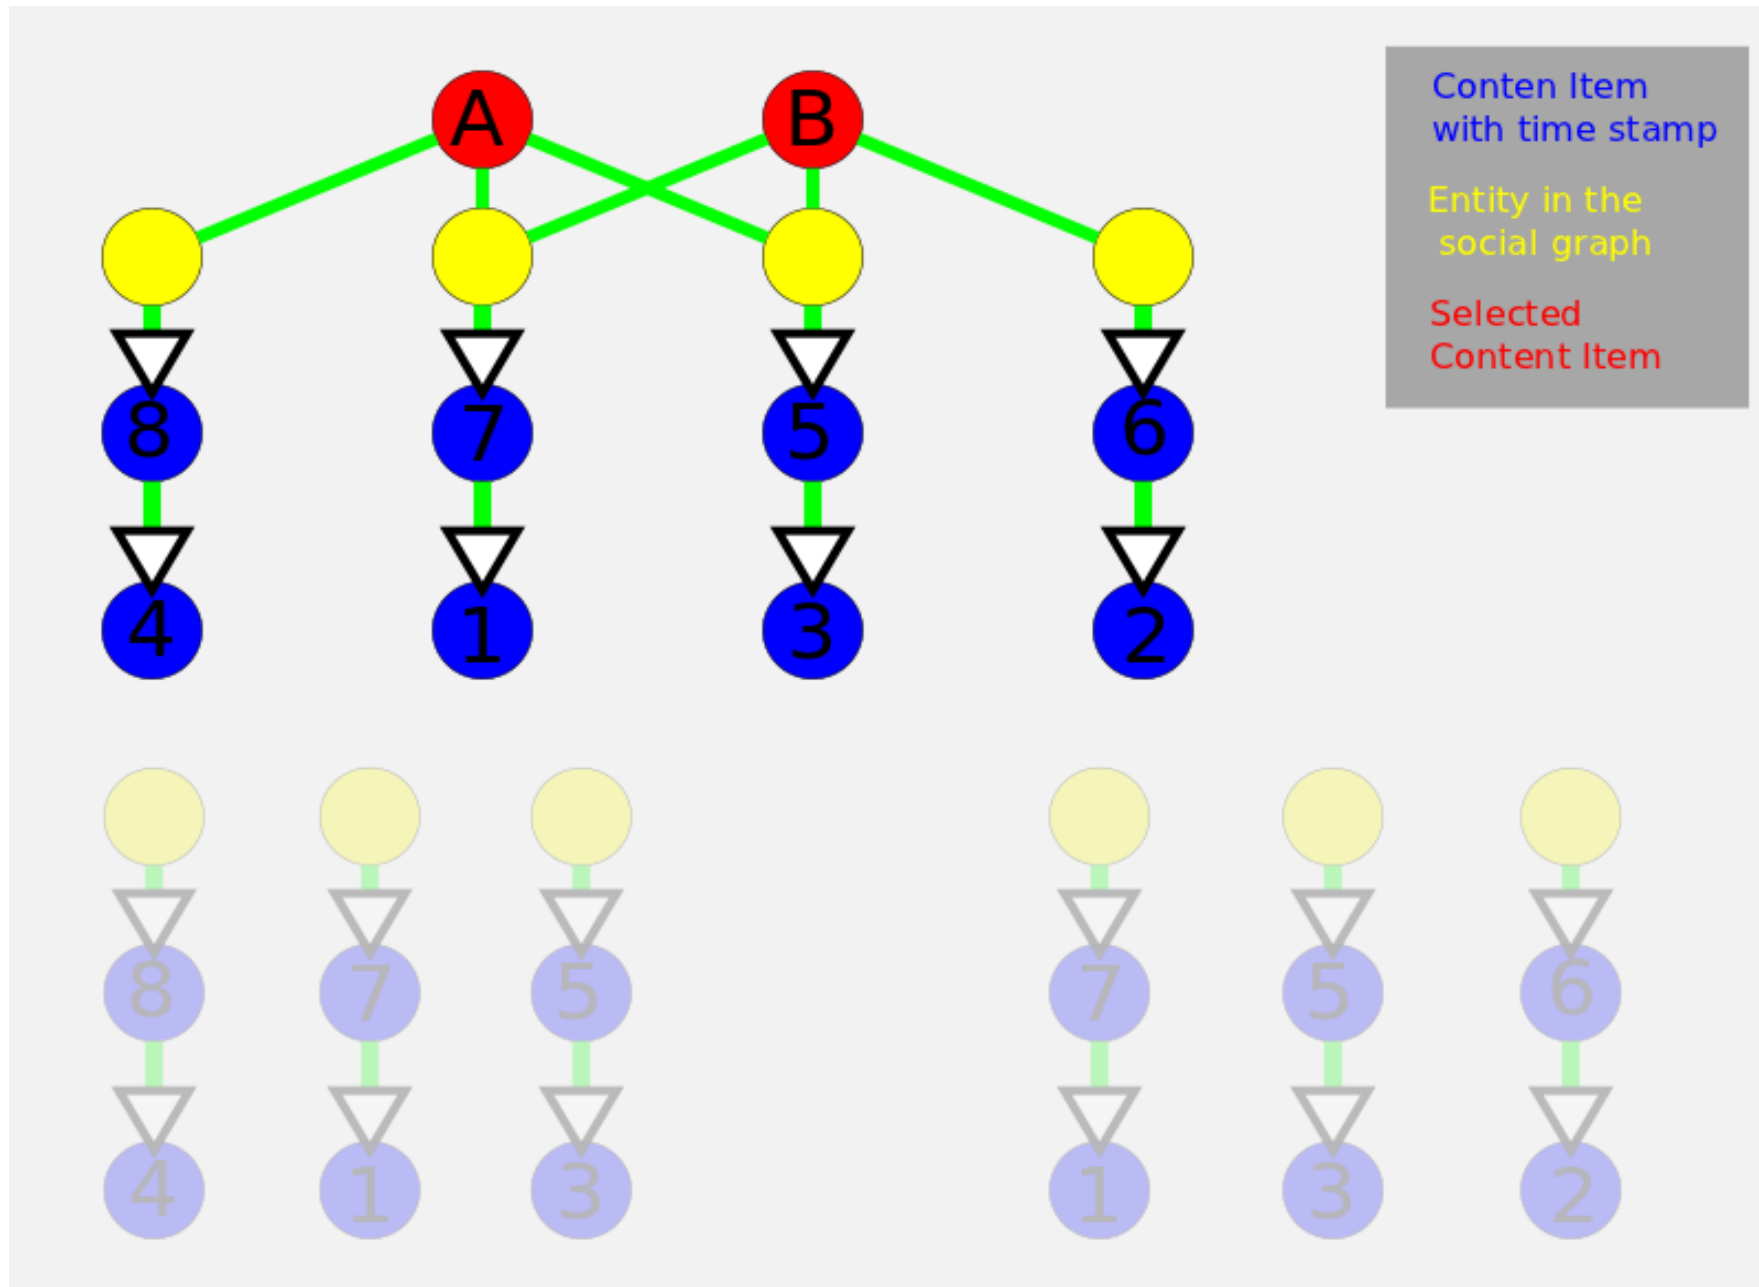 A B
Conten Item
with time stamp
Entity in the
social graph
Selected
Content Item
8 7 5 6
4 1 3 2
8 7 5 7 5 6
4 1 3 1 3 2